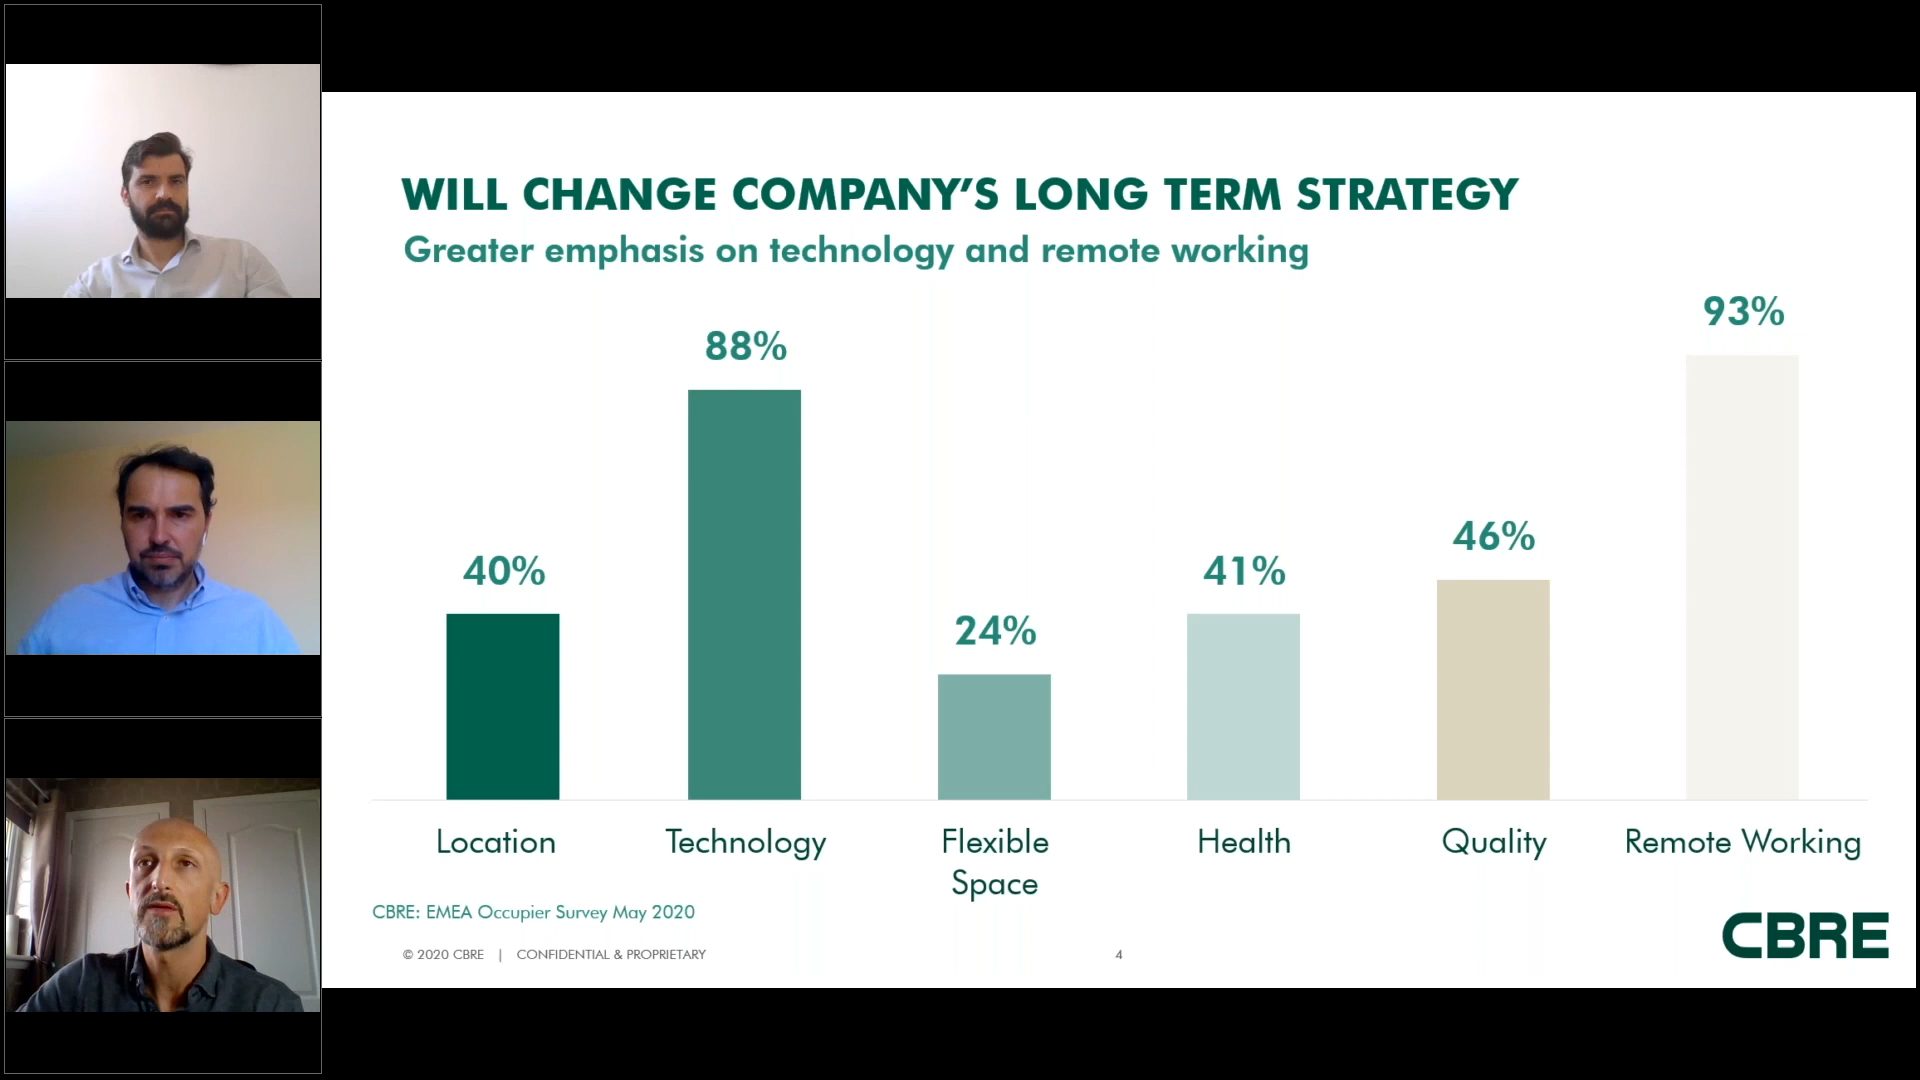 WILL CHANGE COMPANY’S LONG TERM STRATEGY
Greater emphasis on technology and remote working
40%
88%
24%
41%
46%
93%
Location
Technology
Flexible
Space
Health
Quality
Remote Working
CBRE: EMEA Occupier Survey May 2020
© 2020 CBRE | CONFIDENTIAL & PROPRIETARY
4
CBRE